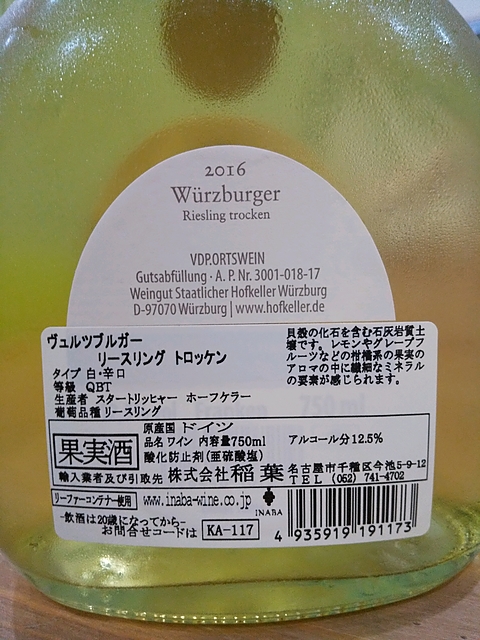 2016
Würzburger
Riesling trocken
VDP.ORTSWEIN
Gutsabfüllung · A. P. Nr. 3001-018-17
Weingut Staatlicher Hofkeller Würzburg
D-97070 Würzburg | www.hofkeller.de
ヴュルツブルガー
リースリング トロッケン
タイプ 白・辛口
等級 QBT
生産者 スタートリッヒャー ホーフケラー
葡萄品種 リースリング
貝殻の化石を含む石灰岩質土
壌です。レモンやグレープフ
ルーツなどの柑橘系の果実の
アロマの中に繊細なミネラル
の要素が感じられます。
果実酒
原産国 ドイツ
品名 ワイン 内容量750ml
アルコール分12.5%
酸化防止剤(亜硫酸塩)
輸入業者及び引取先 株式会社 稲葉 名古屋市千種区今池5-9-12
TEL (052) 741-4702
リーファーコンテナー使用 www.inaba-wine.co.jp
INABA
-飲酒は20歳になってから-
お問合せコードは KA-117
4 935919 191173